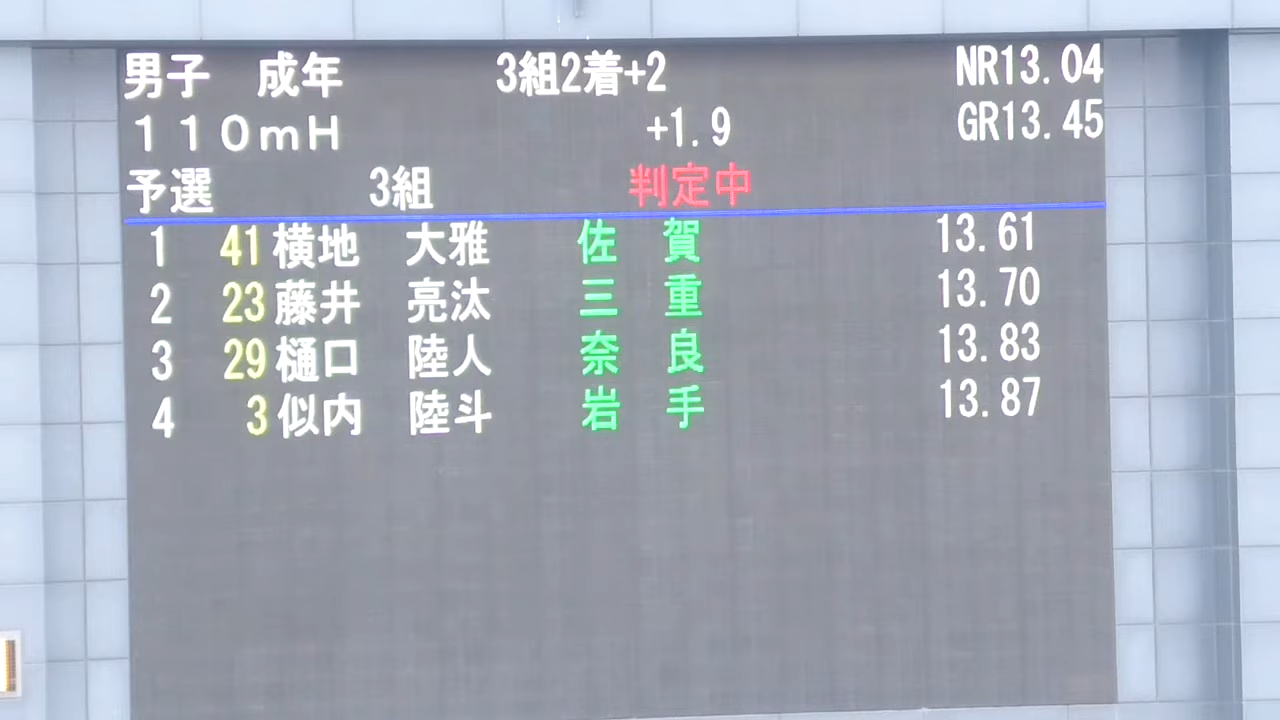 男子 成年 3組2着+2 NR13.04
110mH +1.9 GR13.45
予選 3組 判定中
1 41 横地 大雅 佐賀 13.61
2 23 藤井 亮汰 三重 13.70
3 29 樋口 陸人 奈良 13.83
4 3 似内 陸斗 岩手 13.87